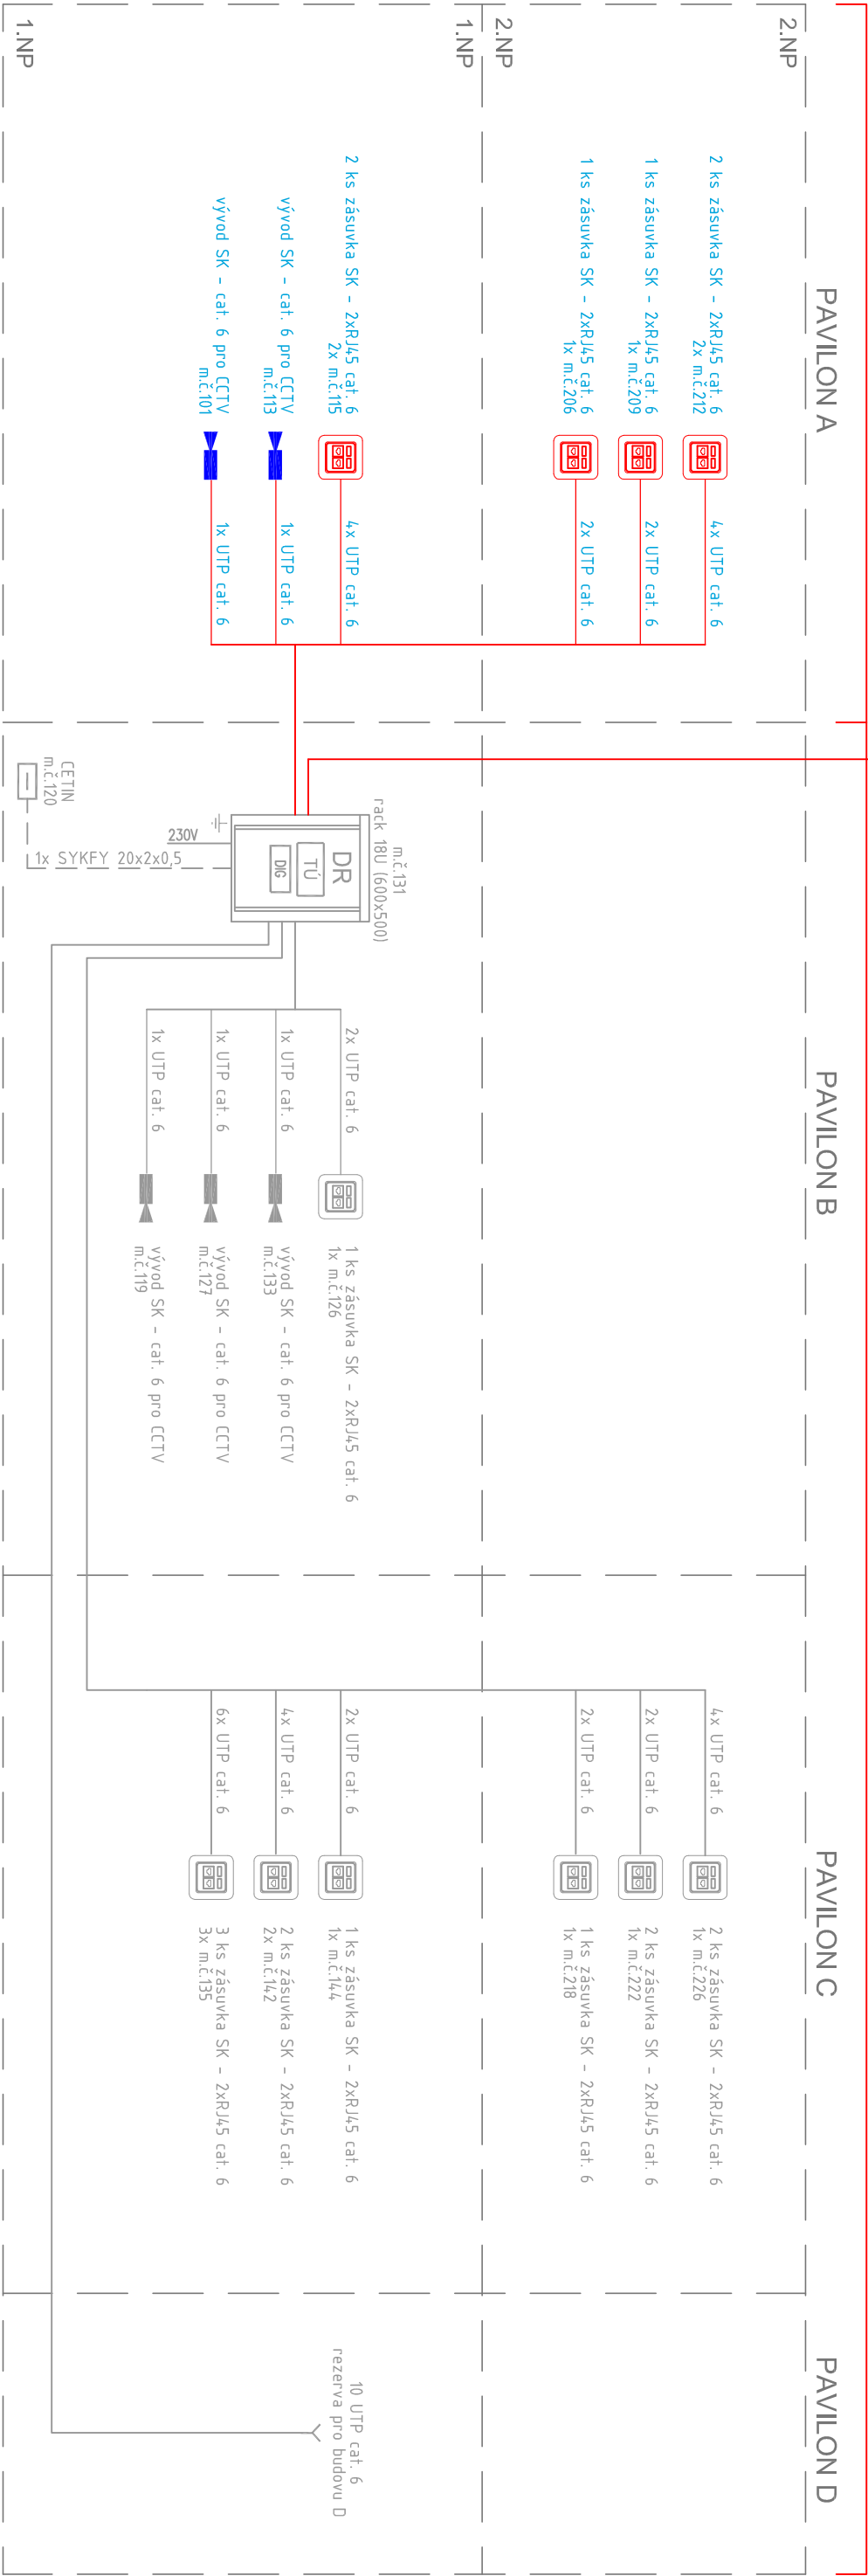 PAVILON A
PAVILON B
PAVILON C
PAVILON D
2.NP
2.NP
1.NP
1.NP
2 ks zásuvka SK - 2xRJ45 cat. 6
2x m.č.212
4x UTP cat. 6
1 ks zásuvka SK - 2xRJ45 cat. 6
1x m.č.209
2x UTP cat. 6
1 ks zásuvka SK - 2xRJ45 cat. 6
1x m.č.206
2x UTP cat. 6
2 ks zásuvka SK - 2xRJ45 cat. 6
2x m.č.115
4x UTP cat. 6
vývod SK - cat. 6 pro CCTV
m.č.113
1x UTP cat. 6
vývod SK - cat. 6 pro CCTV
m.č.101
1x UTP cat. 6
m.č.131
rack 18U (600x500)
DR
TÚ
DIG
230V
1x SYKFY 20x2x0,5
CETIN
m.č.120
2x UTP cat. 6
1 ks zásuvka SK - 2xRJ45 cat. 6
1x m.č.126
1x UTP cat. 6
vývod SK - cat. 6 pro CCTV
m.č.133
1x UTP cat. 6
vývod SK - cat. 6 pro CCTV
m.č.127
1x UTP cat. 6
vývod SK - cat. 6 pro CCTV
m.č.119
4x UTP cat. 6
2 ks zásuvka SK - 2xRJ45 cat. 6
1x m.č.226
2x UTP cat. 6
2 ks zásuvka SK - 2xRJ45 cat. 6
1x m.č.222
2x UTP cat. 6
1 ks zásuvka SK - 2xRJ45 cat. 6
1x m.č.218
2x UTP cat. 6
1 ks zásuvka SK - 2xRJ45 cat. 6
1x m.č.144
4x UTP cat. 6
2 ks zásuvka SK - 2xRJ45 cat. 6
2x m.č.142
6x UTP cat. 6
3 ks zásuvka SK - 2xRJ45 cat. 6
3x m.č.135
10 UTP cat. 6
rezerva pro budovu D